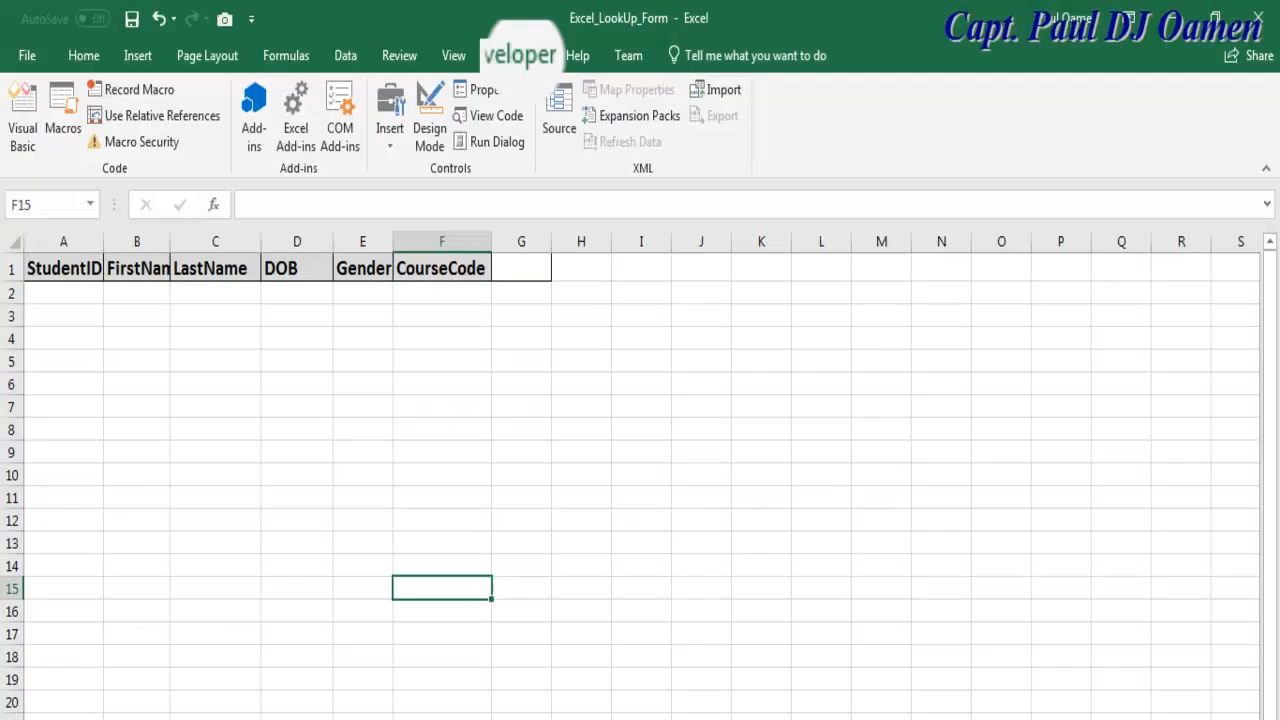 AutoSave Off
Excel_LookUp_Form - Excel
Capt. Paul DJ Oamen
File Home Insert Page Layout Formulas Data Review View veloper Help Team Tell me what you want to do Share
Visual Basic
Macros
Record Macro
Use Relative References
Macro Security
Code
Add-ins
Excel Add-ins
COM Add-ins
Add-ins
Insert
Design Mode
Prope
View Code
Run Dialog
Controls
Source
Map Properties
Expansion Packs
Refresh Data
Import
Export
XML
F15 fx
A B C D E F G H I J K L M N O P Q R S
1 StudentID FirstNam LastName DOB Gender CourseCode
2
3
4
5
6
7
8
9
10
11
12
13
14
15
16
17
18
19
20